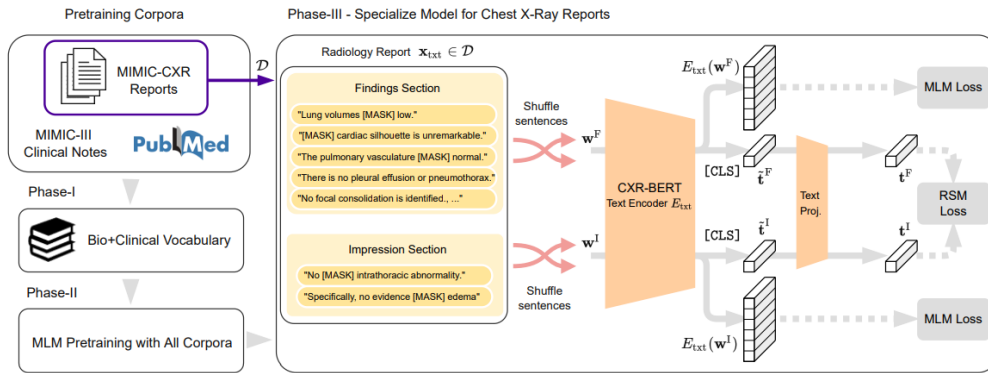 Pretraining Corpora
MIMIC-CXR
Reports
MIMIC-III
Clinical Notes
PubMed
Phase-I
Bio+Clinical Vocabulary
Phase-II
MLM Pretraining with All Corpora
𝒟
Phase-III - Specialize Model for Chest X-Ray Reports
Radiology Report x_txt ∈ 𝒟
Findings Section
"Lung volumes [MASK] low."
"[MASK] cardiac silhouette is unremarkable."
"The pulmonary vasculature [MASK] normal."
"There is no pleural effusion or pneumothorax."
"No focal consolidation is identified., ..."
Impression Section
"No [MASK] intrathoracic abnormality."
"Specifically, no evidence [MASK] edema"
Shuffle
sentences
w^F
w^I
Shuffle
sentences
CXR-BERT
Text Encoder E_txt
E_txt(w^F)
MLM Loss
[CLS]
t̃^F
t^F
Text
Proj.
RSM
Loss
[CLS]
t̃^I
t^I
E_txt(w^I)
MLM Loss